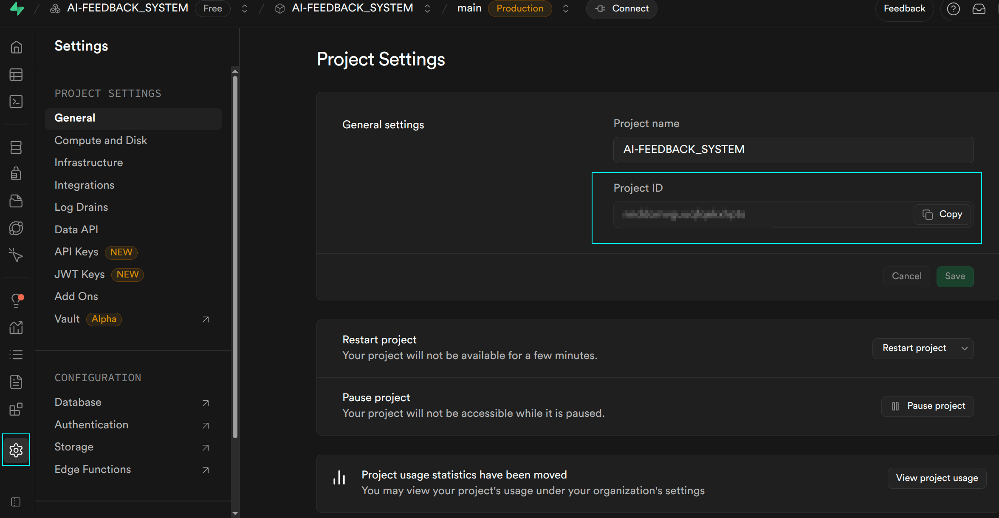 AI-FEEDBACK_SYSTEM Free AI-FEEDBACK_SYSTEM main Production Connect Feedback
Settings
PROJECT SETTINGS
General
Compute and Disk
Infrastructure
Integrations
Log Drains
Data API
API Keys NEW
JWT Keys NEW
Add Ons
Vault Alpha
CONFIGURATION
Database
Authentication
Storage
Edge Functions
Project Settings
General settings
Project name
AI-FEEDBACK_SYSTEM
Project ID
Copy
Cancel Save
Restart project
Your project will not be available for a few minutes.
Restart project
Pause project
Your project will not be accessible while it is paused.
Pause project
Project usage statistics have been moved
You may view your project's usage under your organization's settings
View project usage